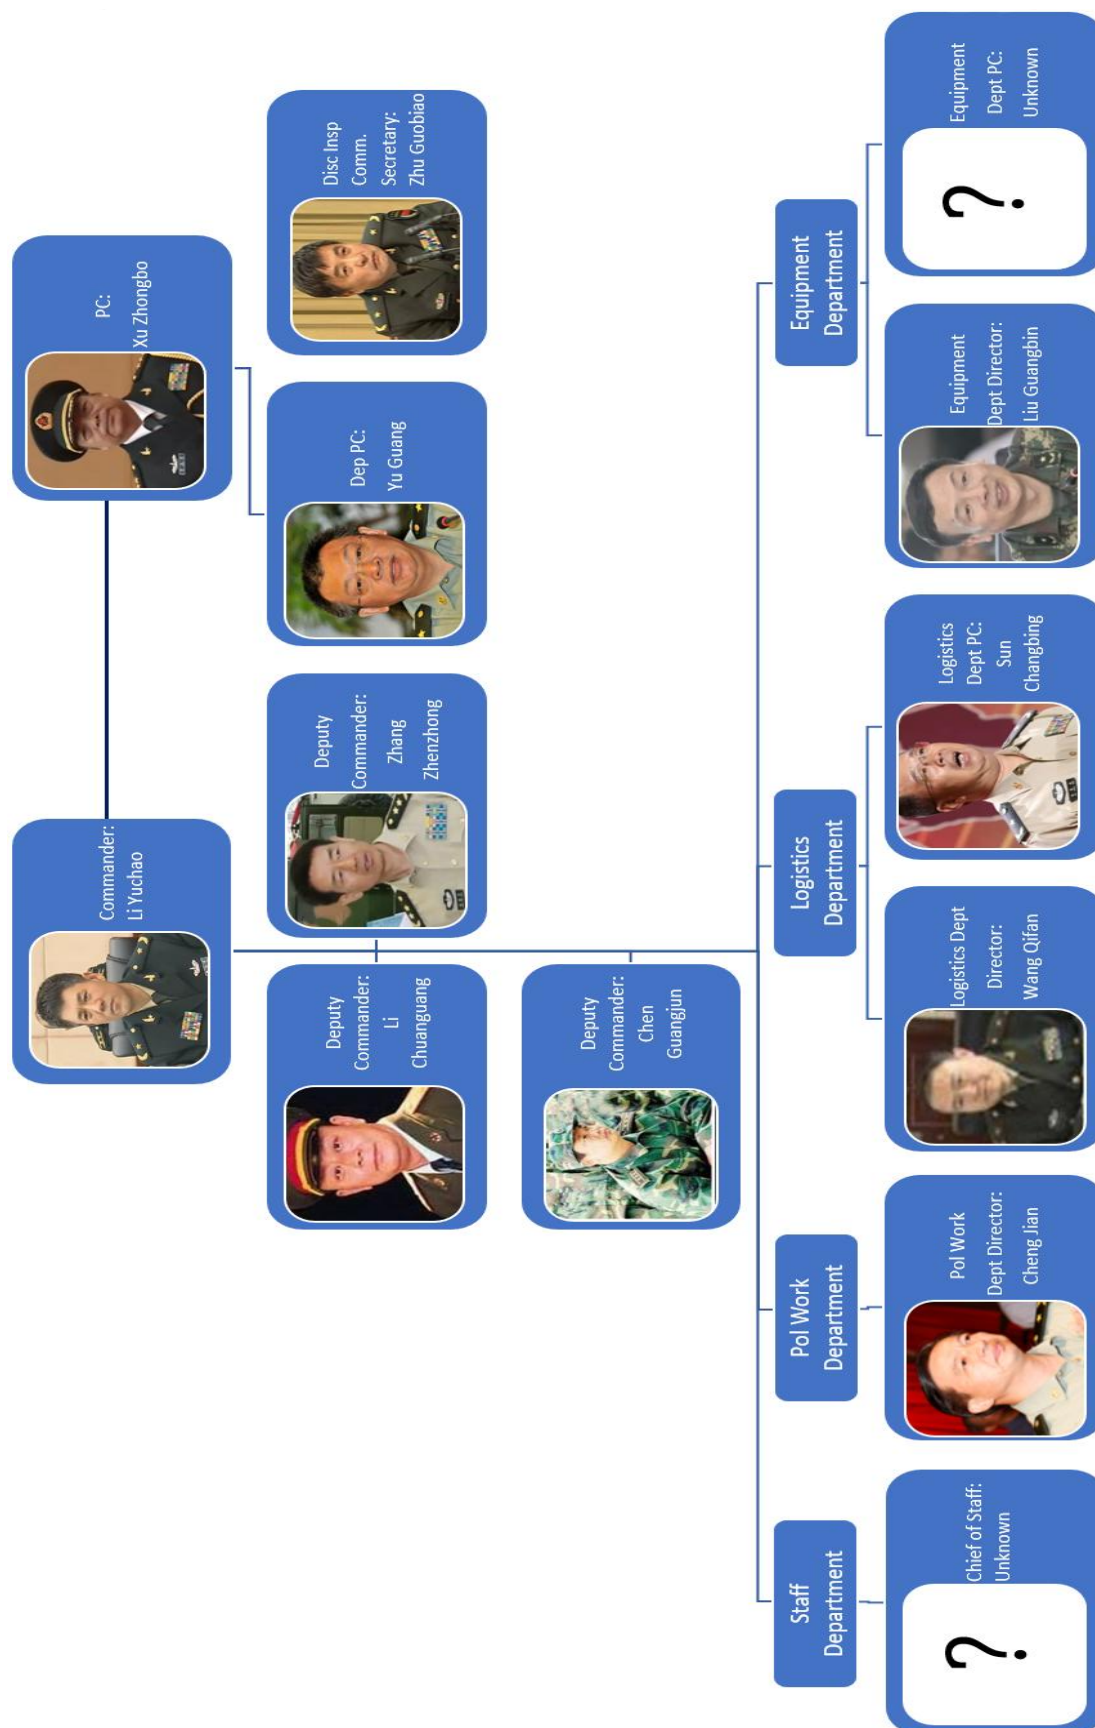 Commander:
Li Yuchao
PC:
Xu Zhongbo
Deputy
Commander:
Li
Chuanguang
Deputy
Commander:
Zhang
Zhenzhong
Dep PC:
Yu Guang
Disc Insp
Comm.
Secretary:
Zhu Guobiao
Deputy
Commander:
Chen
Guangjun
Staff
Department
Pol Work
Department
Logistics
Department
Equipment
Department
?
Chief of Staff:
Unknown
Pol Work
Dept Director:
Cheng Jian
Logistics Dept
Director:
Wang Qifan
Logistics
Dept PC:
Sun
Changbing
Equipment
Dept Director:
Liu Guangbin
?
Equipment
Dept PC:
Unknown